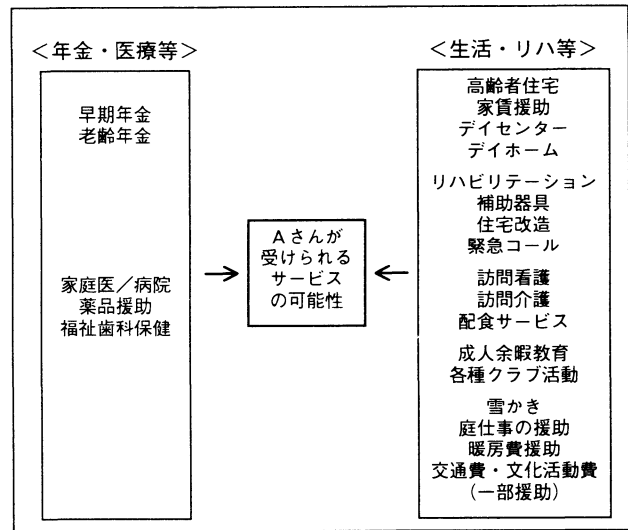 ＜年金・医療等＞
早期年金
老齢年金
家庭医／病院
薬品援助
福祉歯科保健
Aさんが
受けられる
サービス
の可能性
＜生活・リハ等＞
高齢者住宅
家賃援助
デイセンター
デイホーム
リハビリテーション
補助器具
住宅改造
緊急コール
訪問看護
訪問介護
配食サービス
成人余暇教育
各種クラブ活動
雪かき
庭仕事の援助
暖房費援助
交通費・文化活動費
(一部援助)